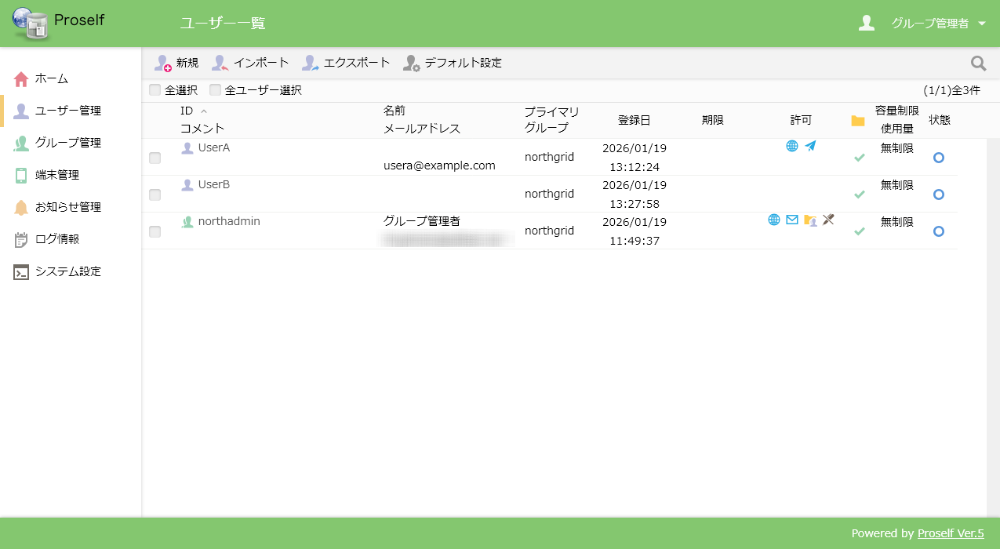 Proself
ユーザー一覧
グループ管理者
ホーム
ユーザー管理
グループ管理
端末管理
お知らせ管理
ログ情報
システム設定
新規 インポート エクスポート デフォルト設定
全選択 全ユーザー選択 (1/1)全3件
ID
コメント
名前
メールアドレス
プライマリ
グループ
登録日
期限
許可
容量制限
使用量
状態
UserA
usera@example.com
northgrid
2026/01/19
13:12:24
無制限
UserB
northgrid
2026/01/19
13:27:58
無制限
northadmin
グループ管理者
northgrid
2026/01/19
11:49:37
無制限
Powered by Proself Ver.5